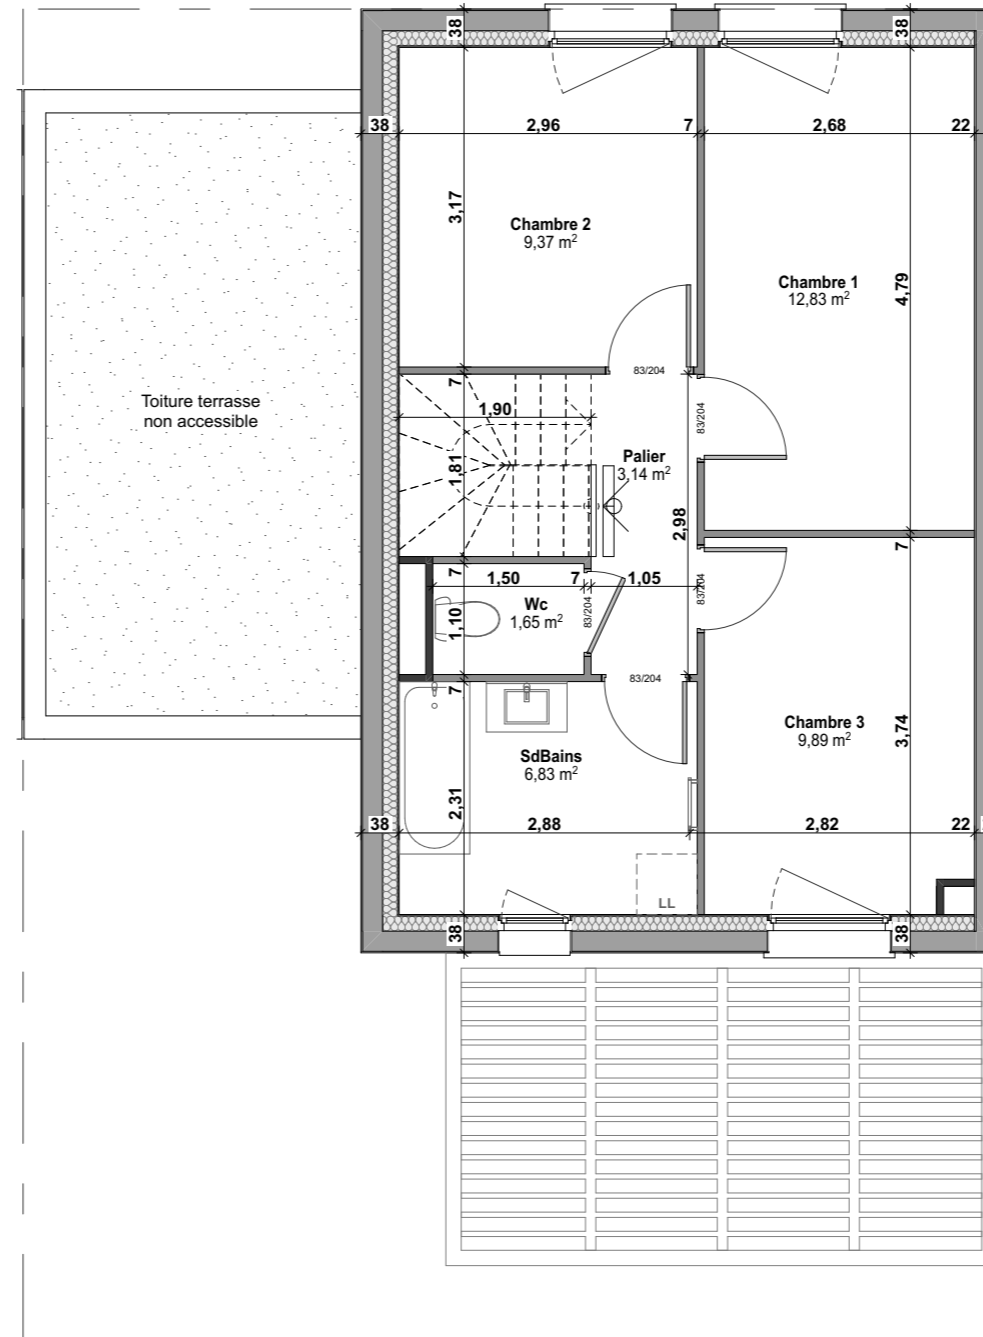 38
38
38
2,96
7
2,68
22
3,17
Chambre 2
9,37 m²
Chambre 1
12,83 m²
4,79
83/204
7
1,90
83/204
Toiture terrasse
non accessible
Palier
3,14 m²
1,81
2,98
7
7
1,50
7
1,05
83/204
83/204
Wc
1,65 m²
1,10
83/204
7
Chambre 3
9,89 m²
3,74
SdBains
6,83 m²
2,31
38
2,88
2,82
22
LL
38
38